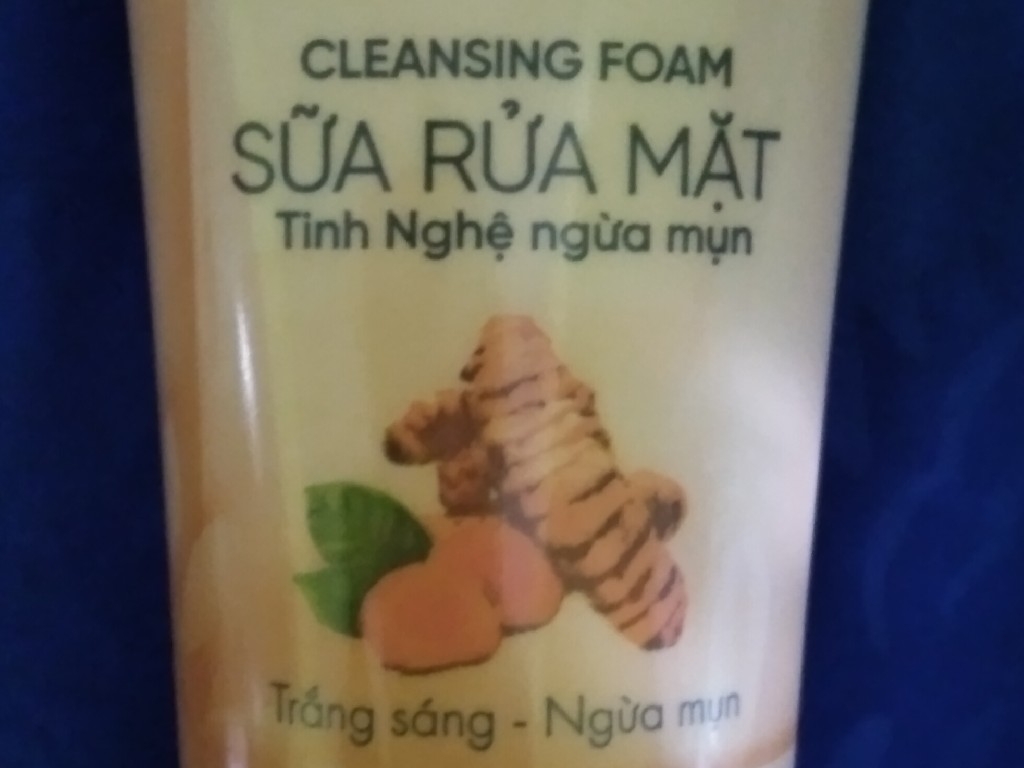 CLEANSING FOAM
SỮA RỬA MẶT
Tinh Nghệ ngừa mụn
Trắng sáng - Ngừa mụn